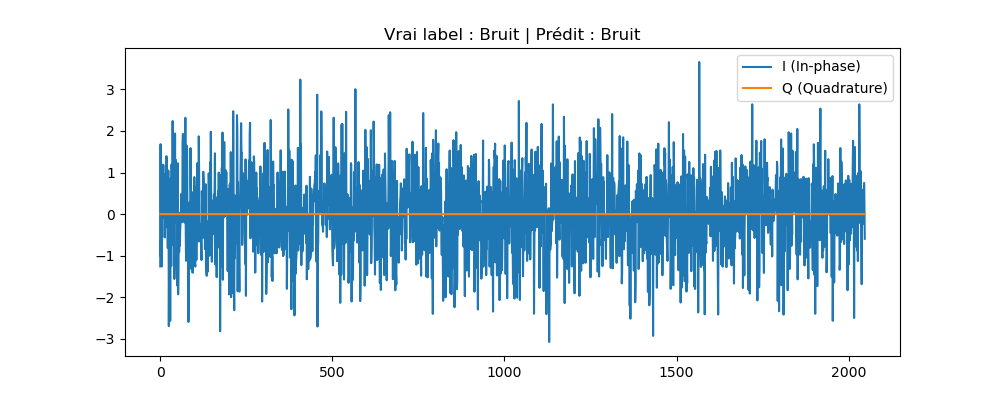 Vrai label : Bruit | Prédit : Bruit
I (In-phase)
Q (Quadrature)
3
2
1
0
−1
−2
−3
0 500 1000 1500 2000